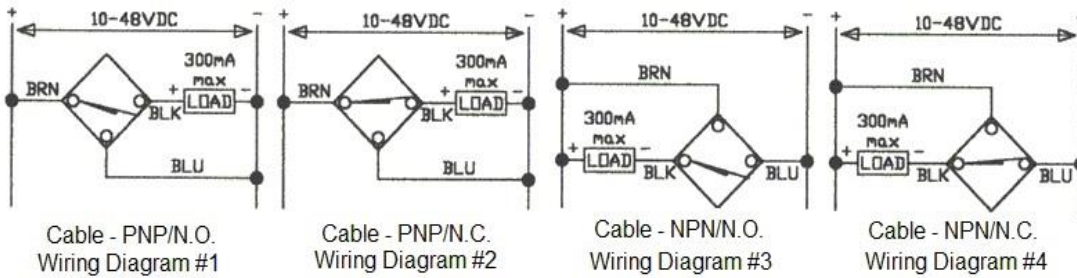 + 10-48VDC -
300mA
max
BRN + LOAD -
BLK
BLU
Cable - PNP/N.O.
Wiring Diagram #1
+ 10-48VDC -
300mA
max
BRN + LOAD -
BLK
BLU
Cable - PNP/N.C.
Wiring Diagram #2
+ 10-48VDC -
BRN
300mA
max
+ LOAD -
BLK BLU
Cable - NPN/N.O.
Wiring Diagram #3
+ 10-48VDC -
BRN
300mA
max
+ LOAD -
BLK BLU
Cable - NPN/N.C.
Wiring Diagram #4